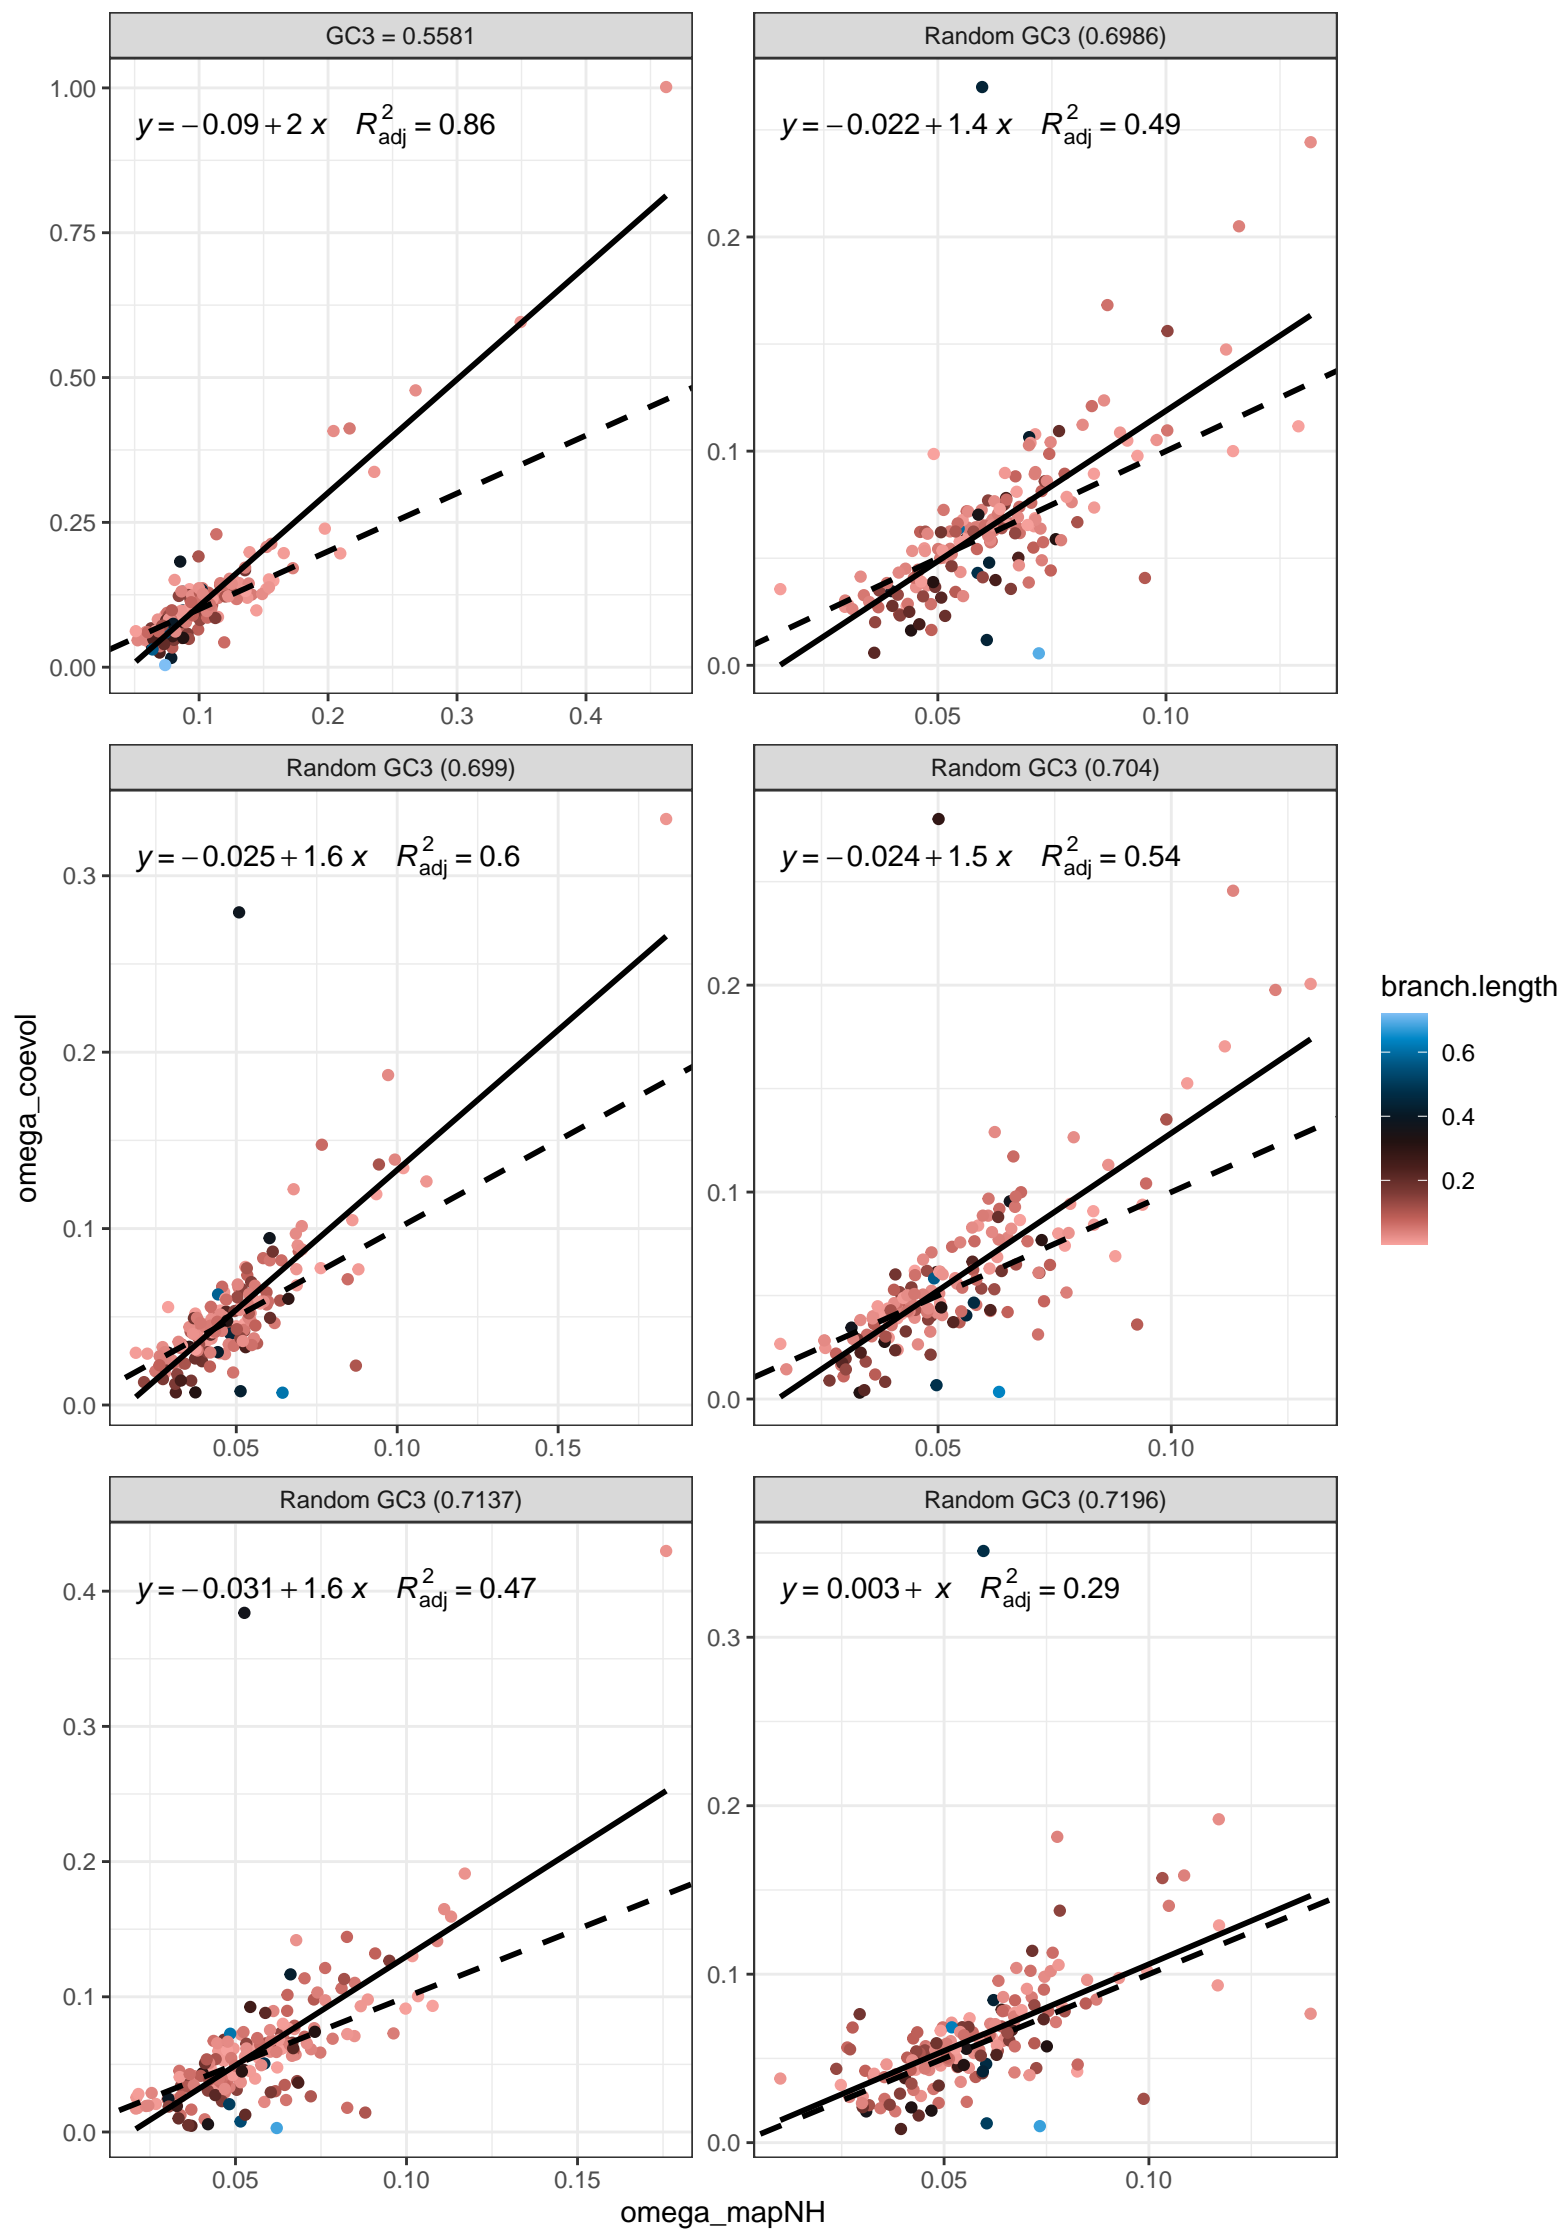 GC3 = 0.5581
Random GC3 (0.6986)
1.00
0.75
0.50
0.25
0.00
y = −0.09 + 2 x R²adj = 0.86
0.1 0.2 0.3 0.4
0.2
0.1
0.0
y = −0.022 + 1.4 x R²adj = 0.49
0.05 0.10
Random GC3 (0.699)
Random GC3 (0.704)
0.3
0.2
0.1
0.0
y = −0.025 + 1.6 x R²adj = 0.6
0.05 0.10 0.15
0.2
0.1
0.0
y = −0.024 + 1.5 x R²adj = 0.54
0.05 0.10
Random GC3 (0.7137)
Random GC3 (0.7196)
0.4
0.3
0.2
0.1
0.0
y = −0.031 + 1.6 x R²adj = 0.47
0.05 0.10 0.15
0.3
0.2
0.1
0.0
y = 0.003 + x R²adj = 0.29
0.05 0.10
omega_coevol
omega_mapNH
branch.length
0.6
0.4
0.2